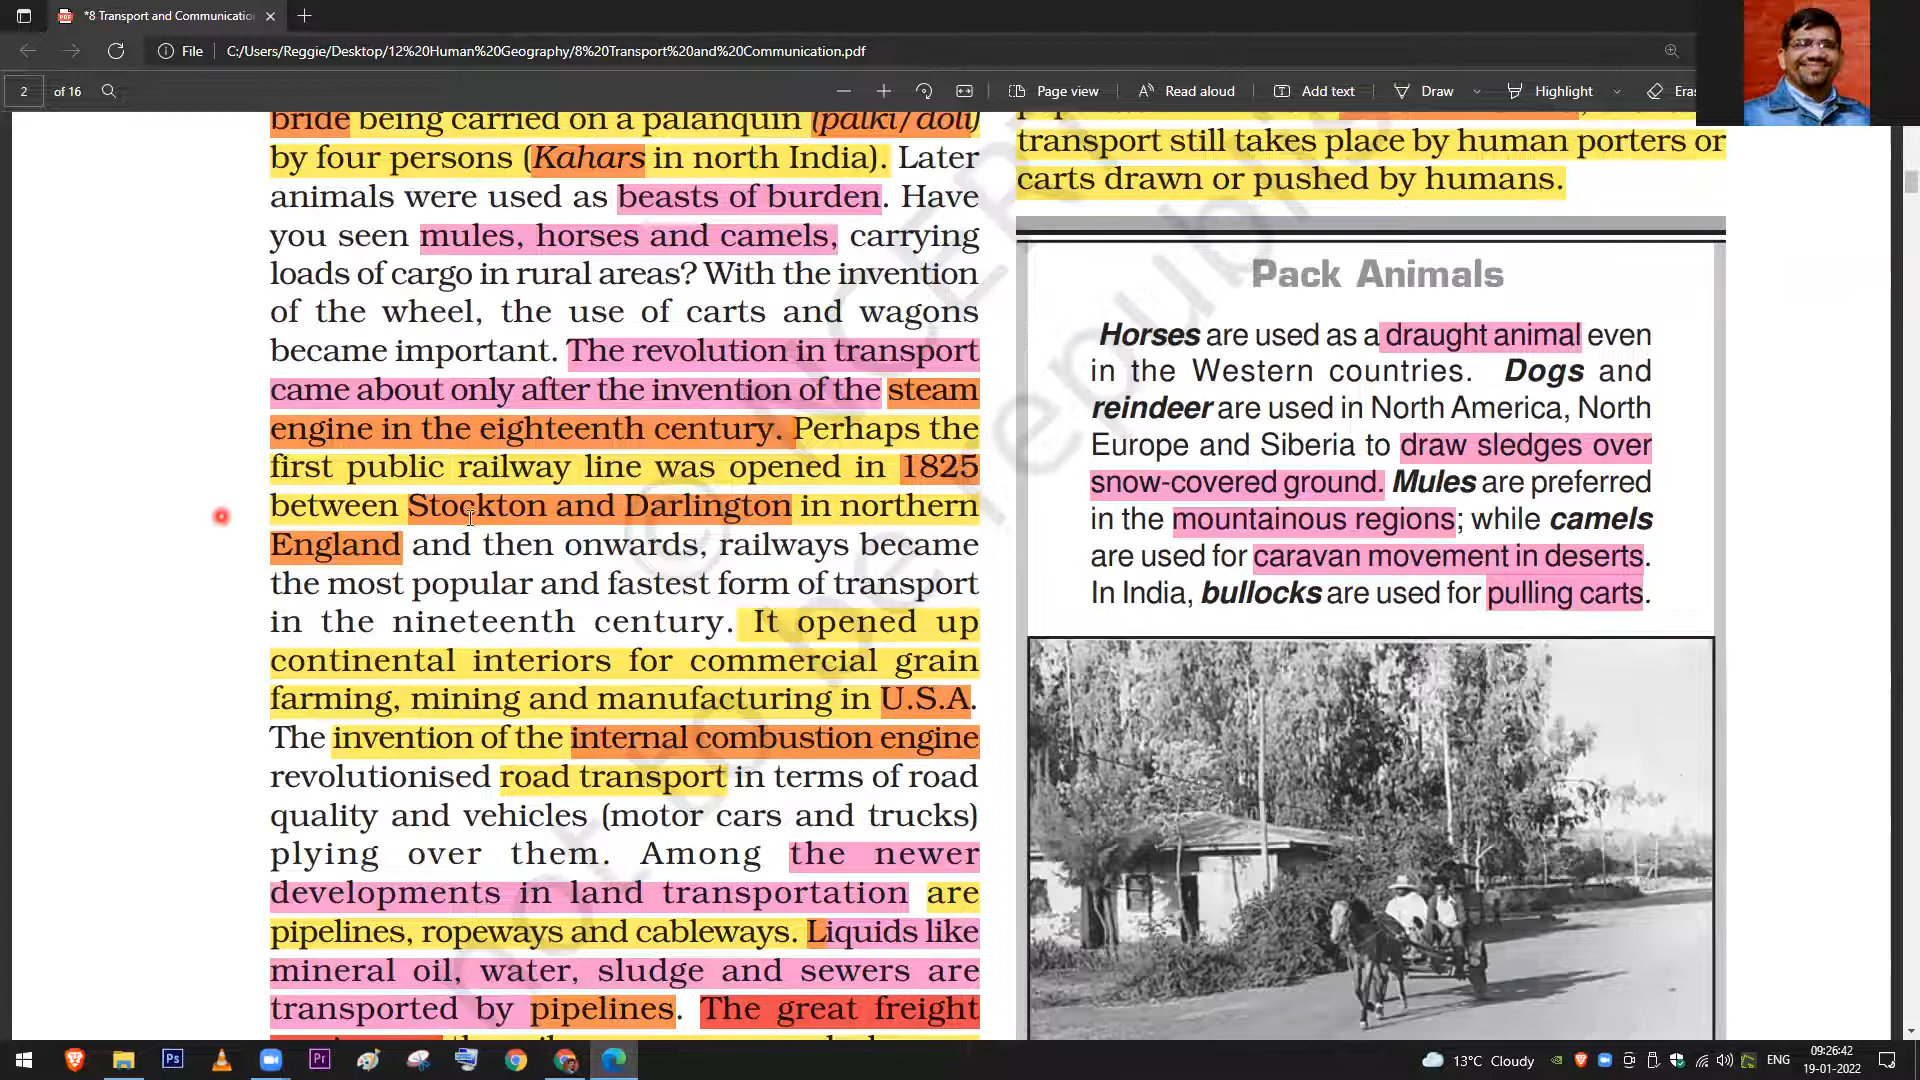 *8 Transport and Communicatio
File
C:/Users/Reggie/Desktop/12%20Human%20Geography/8%20Transport%20and%20Communication.pdf
2 of 16
Page view
Read aloud
Add text
Draw
Highlight
Eras
bride being carried on a palanquin (palki/doli)
by four persons (Kahars in north India). Later
animals were used as beasts of burden. Have
you seen mules, horses and camels, carrying
loads of cargo in rural areas? With the invention
of the wheel, the use of carts and wagons
became important. The revolution in transport
came about only after the invention of the steam
engine in the eighteenth century. Perhaps the
first public railway line was opened in 1825
between Stockton and Darlington in northern
England and then onwards, railways became
the most popular and fastest form of transport
in the nineteenth century. It opened up
continental interiors for commercial grain
farming, mining and manufacturing in U.S.A.
The invention of the internal combustion engine
revolutionised road transport in terms of road
quality and vehicles (motor cars and trucks)
plying over them. Among the newer
developments in land transportation are
pipelines, ropeways and cableways. Liquids like
mineral oil, water, sludge and sewers are
transported by pipelines. The great freight
transport still takes place by human porters or
carts drawn or pushed by humans.
Pack Animals
Horses are used as a draught animal even
in the Western countries. Dogs and
reindeer are used in North America, North
Europe and Siberia to draw sledges over
snow-covered ground. Mules are preferred
in the mountainous regions; while camels
are used for caravan movement in deserts.
In India, bullocks are used for pulling carts.
13°C Cloudy
ENG
09:26:42
19-01-2022